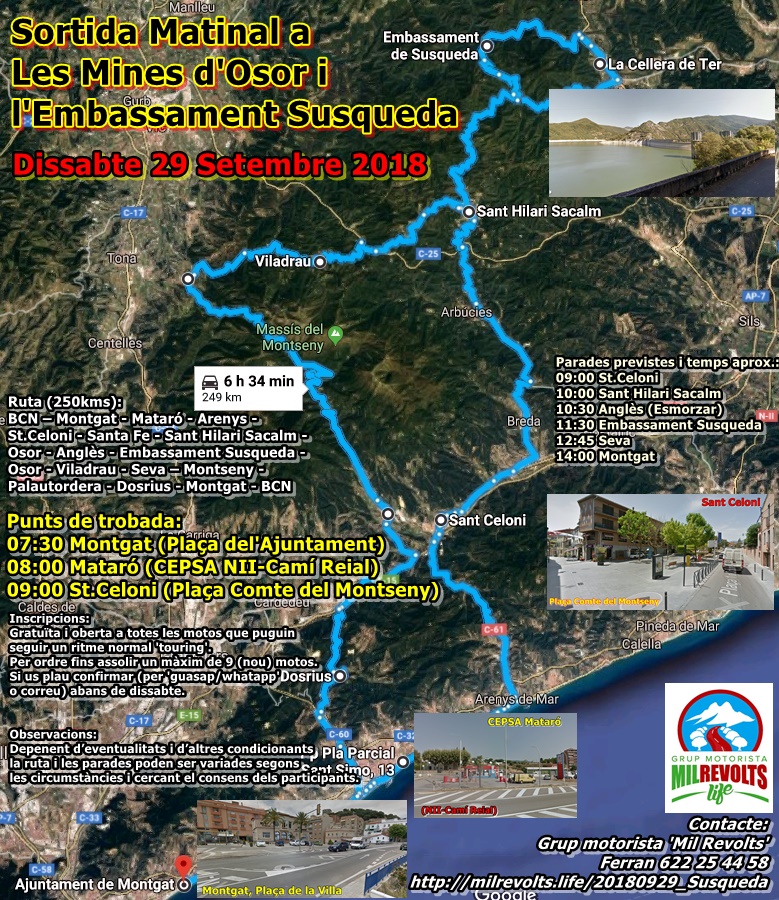 Manlleu
Sortida Matinal a
Les Mines d'Osor i
l'Embassament Susqueda
Gurb
Vic
Dissabte 29 Setembre 2018
Embassament
de Susqueda
La Cellera de Ter
Sant Hilari Sacalm
C-17
C-25
C-25
Tona
Viladrau
AP-7
Arbúcies
Sils
Massís del
Montseny
Centelles
6 h 34 min
249 km
N-II
Breda
Parades previstes i temps aprox.:
09:00 St.Celoni
10:00 Sant Hilari Sacalm
10:30 Anglès (Esmorzar)
11:30 Embassament Susqueda
12:45 Seva
14:00 Montgat
Ruta (250kms):
BCN – Montgat - Mataró - Arenys -
St.Celoni - Santa Fe - Sant Hilari Sacalm -
Osor - Anglès - Embassament Susqueda -
Osor - Viladrau - Seva – Montseny -
Palautordera - Dosrius - Montgat - BCN
Sant Celoni
Sant Celoni
Plaça Comte del Montseny
Punts de trobada:
07:30 Montgat (Plaça del'Ajuntament)
08:00 Mataró (CEPSA NII-Camí Reial)
09:00 St.Celoni (Plaça Comte del Montseny)
Caldes de
Cardedeu
Inscripcions:
Gratuïta i oberta a totes les motos que puguin
seguir un ritme normal 'touring'.
Per ordre fins assolir un màxim de 9 (nou) motos.
Si us plau confirmar (per 'guasap/whatapp'
o correu) abans de dissabte.
Dosrius
C-61
Pineda de Mar
Calella
Arenys de Mar
C-17
E-15
C-60
C-32
Observacions:
Depenent d'eventualitats i d'altres condicionants
la ruta i les parades poden ser variades segons
les circumstàncies i cercant el consens dels participants.
Pla Parcial
Sant Simo, 13
CEPSA Mataró
(NII-Camí Reial)
GRUP MOTORISTA
MILREVOLTS
life
P-7
C-33
C-58
Ajuntament de Montgat
Montgat, Plaça de la Villa
Contacte:
Grup motorista 'Mil Revolts'
Ferran 622 25 44 58
http://milrevolts.life/20180929_Susqueda
Google